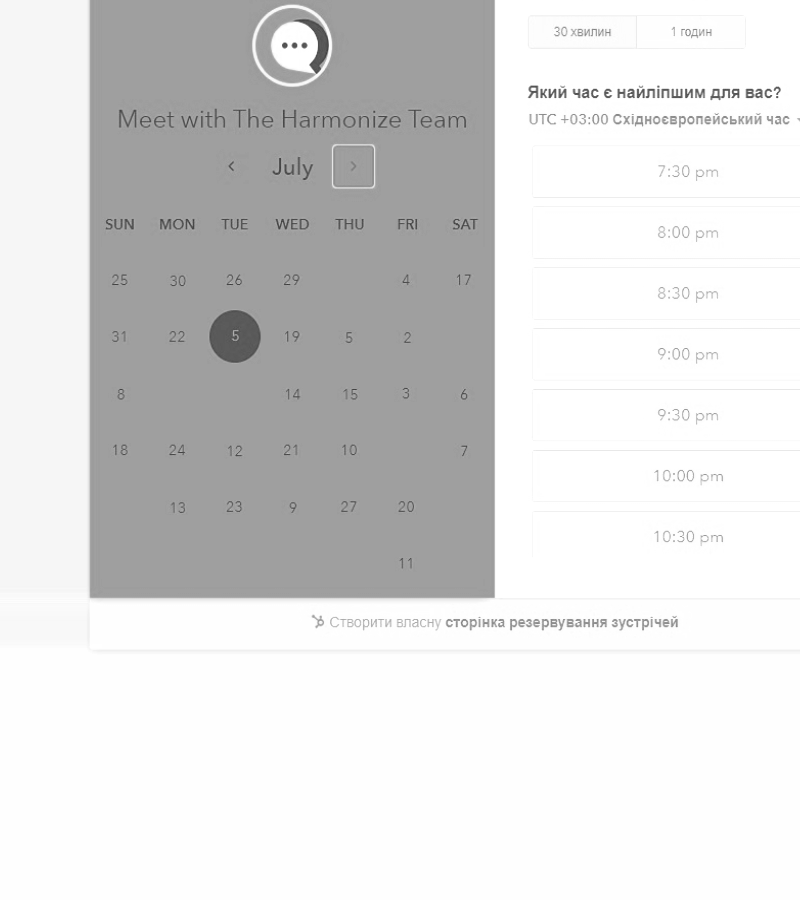 30 хвилин 1 годин
Який час є найліпшим для вас?
UTC +03:00 Східноєвропейський час
Meet with The Harmonize Team
July
SUN MON TUE WED THU FRI SAT
25 30 26 29 4 17
31 22 5 19 5 2
8 14 15 3 6
18 24 12 21 10 7
13 23 9 27 20
11
7:30 pm
8:00 pm
8:30 pm
9:00 pm
9:30 pm
10:00 pm
10:30 pm
Створити власну сторінка резервування зустрічей